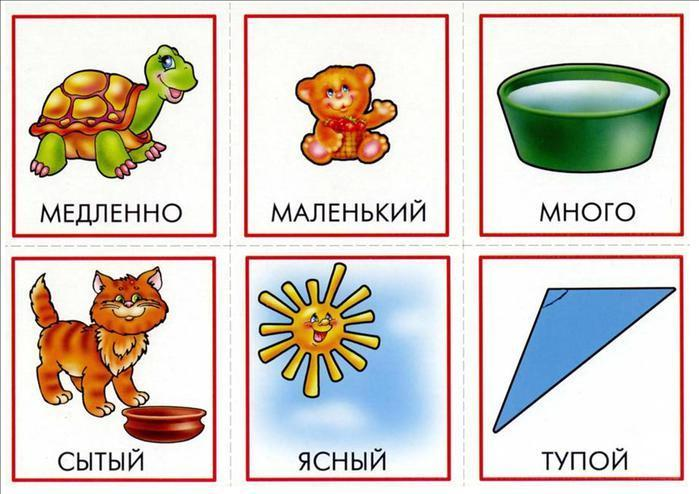 МЕДЛЕННО
МАЛЕНЬКИЙ
МНОГО
СЫТЫЙ
ЯСНЫЙ
ТУПОЙ